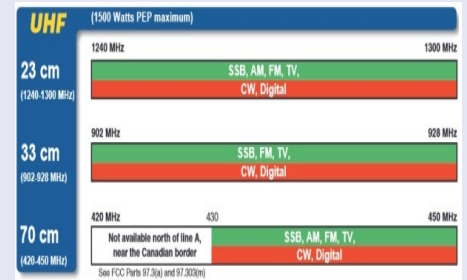 UHF (1500 Watts PEP maximum)
1240 MHz 1300 MHz
23 cm
(1240-1300 MHz)
SSB, AM, FM, TV,
CW, Digital
902 MHz 928 MHz
33 cm
(902-928 MHz)
SSB, FM, TV,
CW, Digital
420 MHz 430 450 MHz
70 cm
(420-450 MHz)
Not available north of line A,
near the Canadian border
SSB, AM, FM, TV,
CW, Digital
See FCC Parts 97.3(a) and 97.303(m)